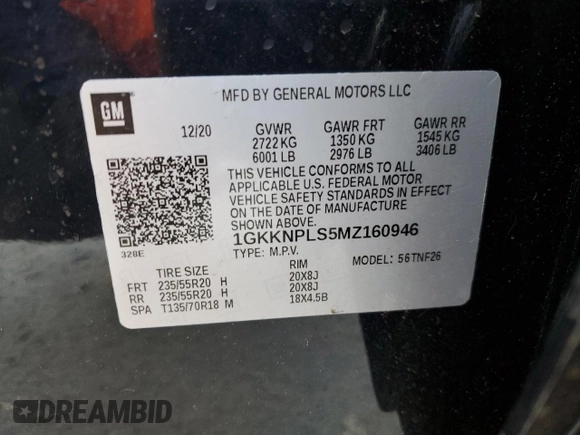 MFD BY GENERAL MOTORS LLC
GM
12/20 GVWR GAWR FRT GAWR RR
2722 KG 1350 KG 1545 KG
6001 LB 2976 LB 3406 LB
THIS VEHICLE CONFORMS TO ALL
APPLICABLE U.S. FEDERAL MOTOR
VEHICLE SAFETY STANDARDS IN EFFECT
ON THE DATE OF MANUFACTURE
SHOWN ABOVE.
328E
1GKKNPLS5MZ160946
TYPE: M.P.V. MODEL: 56TNF26
TIRE SIZE RIM
FRT 235/55R20 H 20X8J
RR 235/55R20 H 20X8J
SPA T135/70R18 M 18X4.5B
DREAMBID